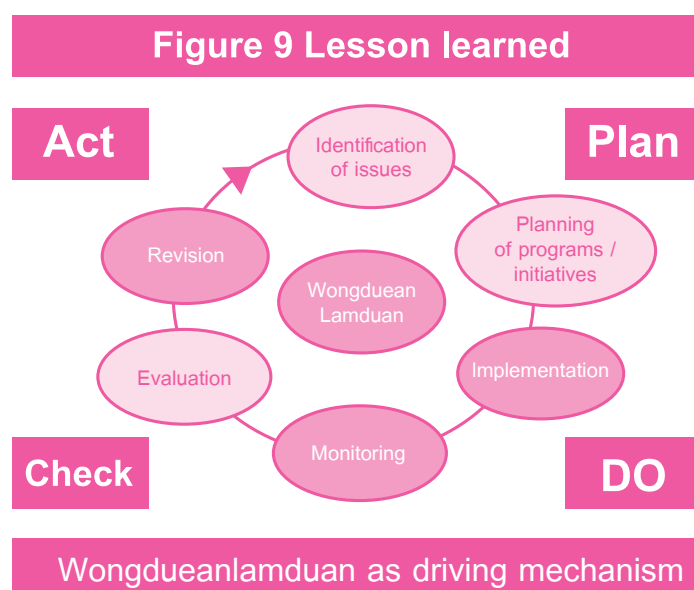 Figure 9 Lesson learned
Act
Plan
Identification
of issues
Planning
of programs /
initiatives
Revision
Wongduean
Lamduan
Implementation
Evaluation
Monitoring
Check
DO
Wongdueanlamduan as driving mechanism